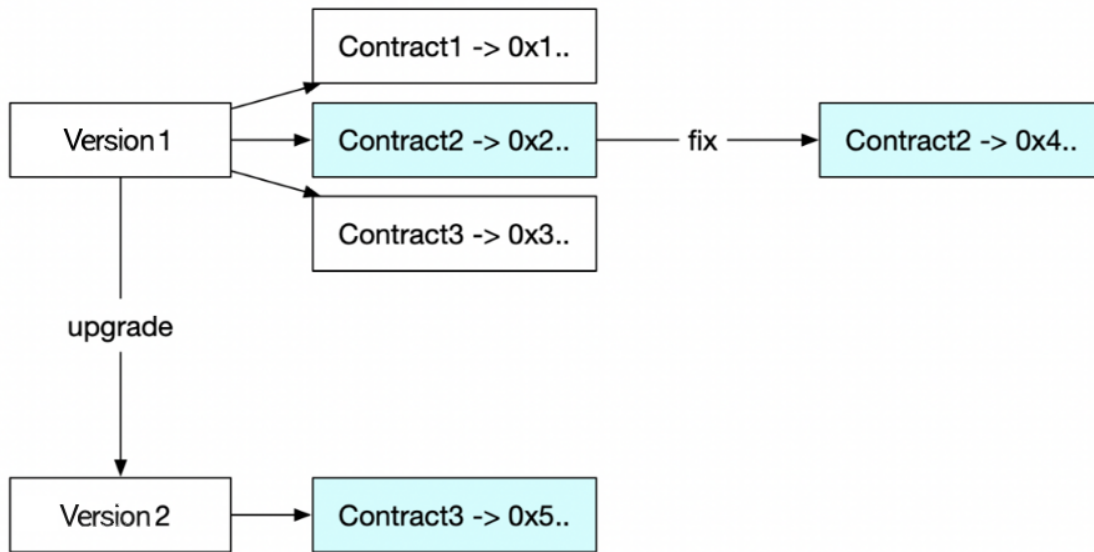 Contract1 -> 0x1..
Version 1
Contract2 -> 0x2..
fix
Contract2 -> 0x4..
Contract3 -> 0x3..
upgrade
Version 2
Contract3 -> 0x5..